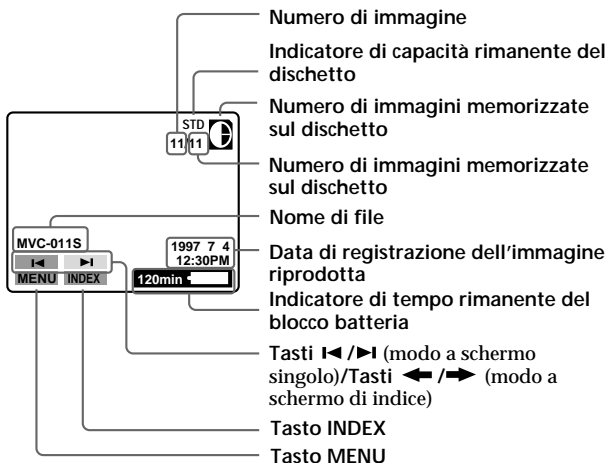 Numero di immagine
Indicatore di capacità rimanente del
dischetto
Numero di immagini memorizzate
sul dischetto
Numero di immagini memorizzate
sul dischetto
Nome di file
Data di registrazione dell'immagine
riprodotta
Indicatore di tempo rimanente del
blocco batteria
Tasti I◀ /▶I (modo a schermo
singolo)/Tasti ← /→ (modo a
schermo di indice)
Tasto INDEX
Tasto MENU
STD
11/11
MVC-011S
1997 7 4
12:30PM
I◀ ▶I
MENU INDEX
120min